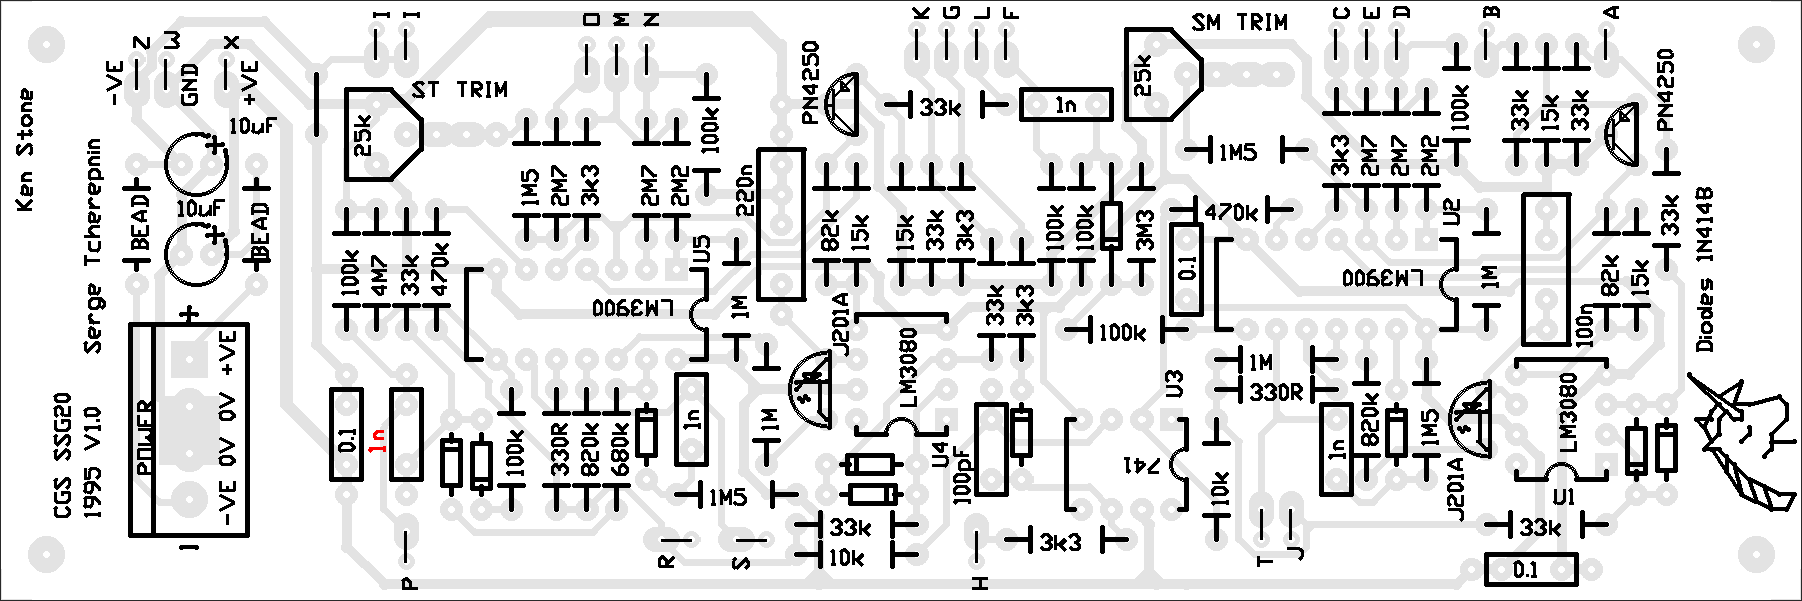 Ken Stone
Serge Tcherepnin
CGS SSG20
1995 V1.0
-VE
Z
W
GND
X
+VE
10uF
10uF
BEAD
BEAD
+
POWER
-VE 0V 0V +VE
-
I
I
ST TRIM
25k
100k
4M7
33k
470k
0.1
1n
P
O
M
N
1M5
2M7
3k3
2M7
2M2
100k
220n
U5
LM3900
1M
100k
330R
820k
680k
1n
1M
1M5
R
S
PN4250
82k
15k
J201A
LM3080
U4
33k
10k
K
G
L
F
33k
1n
15k
33k
3k3
100k
100k
3M3
33k
3k3
100k
100pF
3k3
H
SM TRIM
25k
1M5
470k
0.1
U3
741
10k
1M
330R
T
J
C
E
D
B
A
3k3
2M7
2M7
2M2
100k
33k
15k
33k
PN4250
U2
LM3900
1M
82k
15k
33k
100n
1n
820k
1M5
J201A
LM3080
U1
33k
0.1
Diodes 1N4148